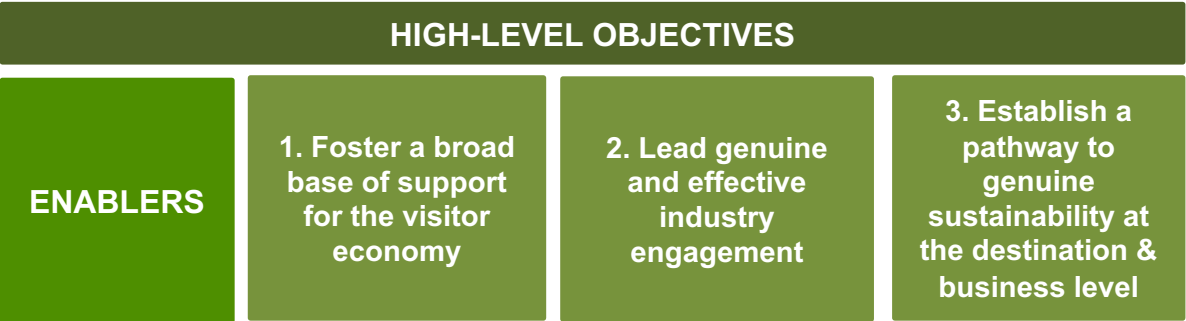 HIGH-LEVEL OBJECTIVES
ENABLERS
1. Foster a broad
base of support
for the visitor
economy
2. Lead genuine
and effective
industry
engagement
3. Establish a
pathway to
genuine
sustainability at
the destination &
business level